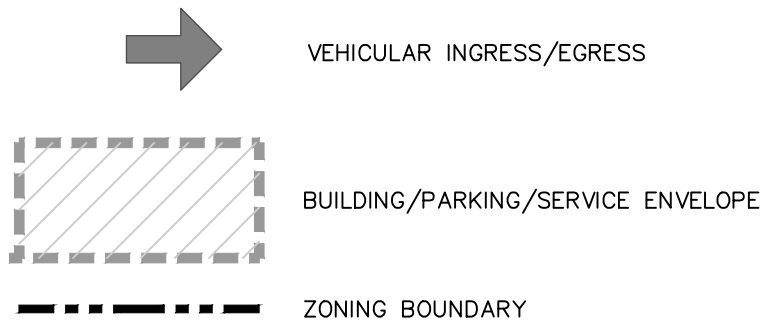 VEHICULAR INGRESS/EGRESS
BUILDING/PARKING/SERVICE ENVELOPE
ZONING BOUNDARY